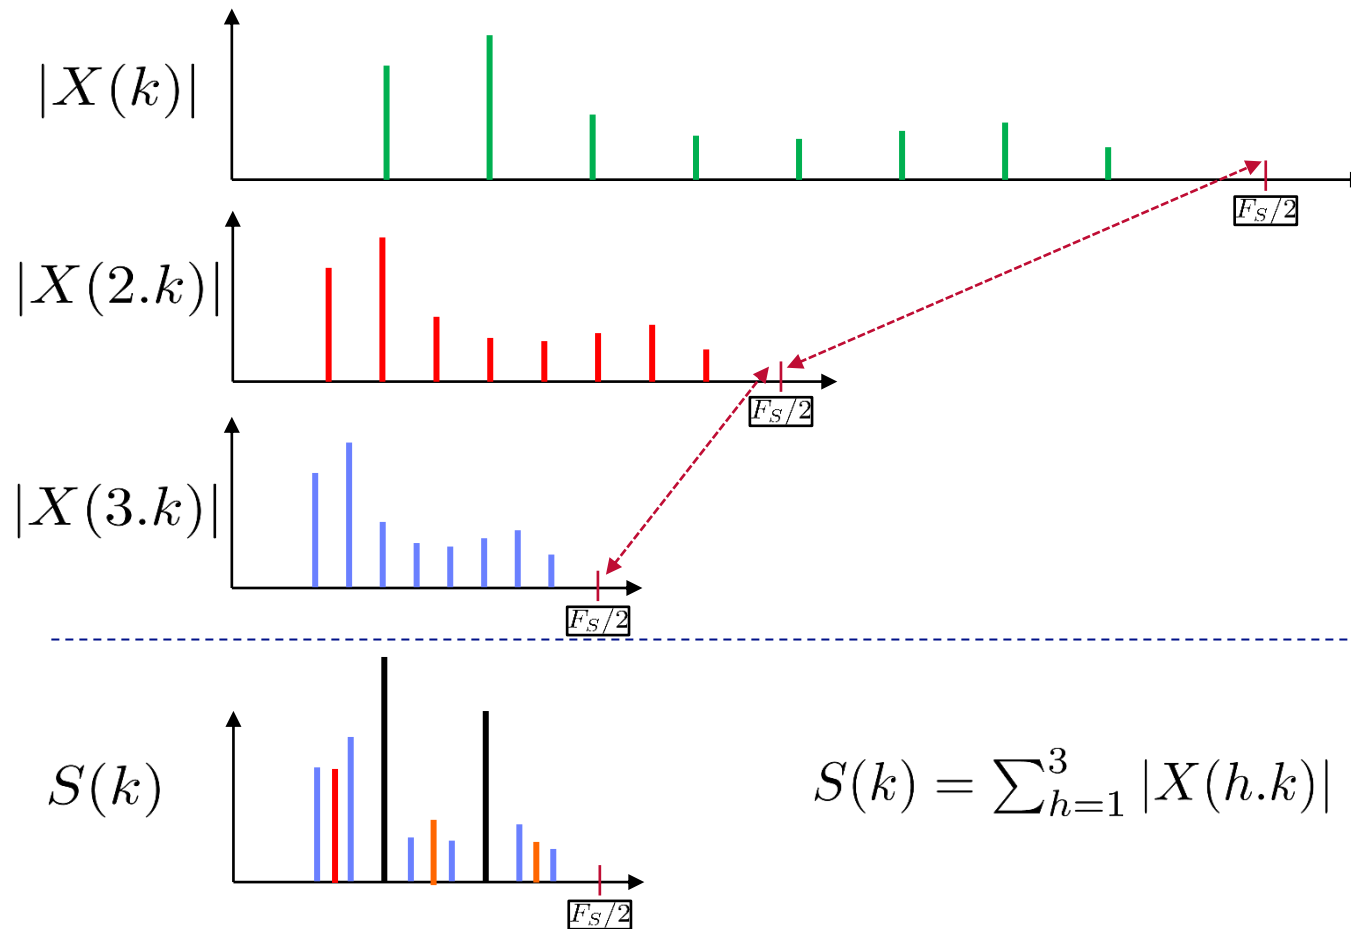 |X(k)|
F_S/2
|X(2.k)|
F_S/2
|X(3.k)|
F_S/2
S(k)
S(k) = ∑_{h=1}^{3} |X(h.k)|
F_S/2